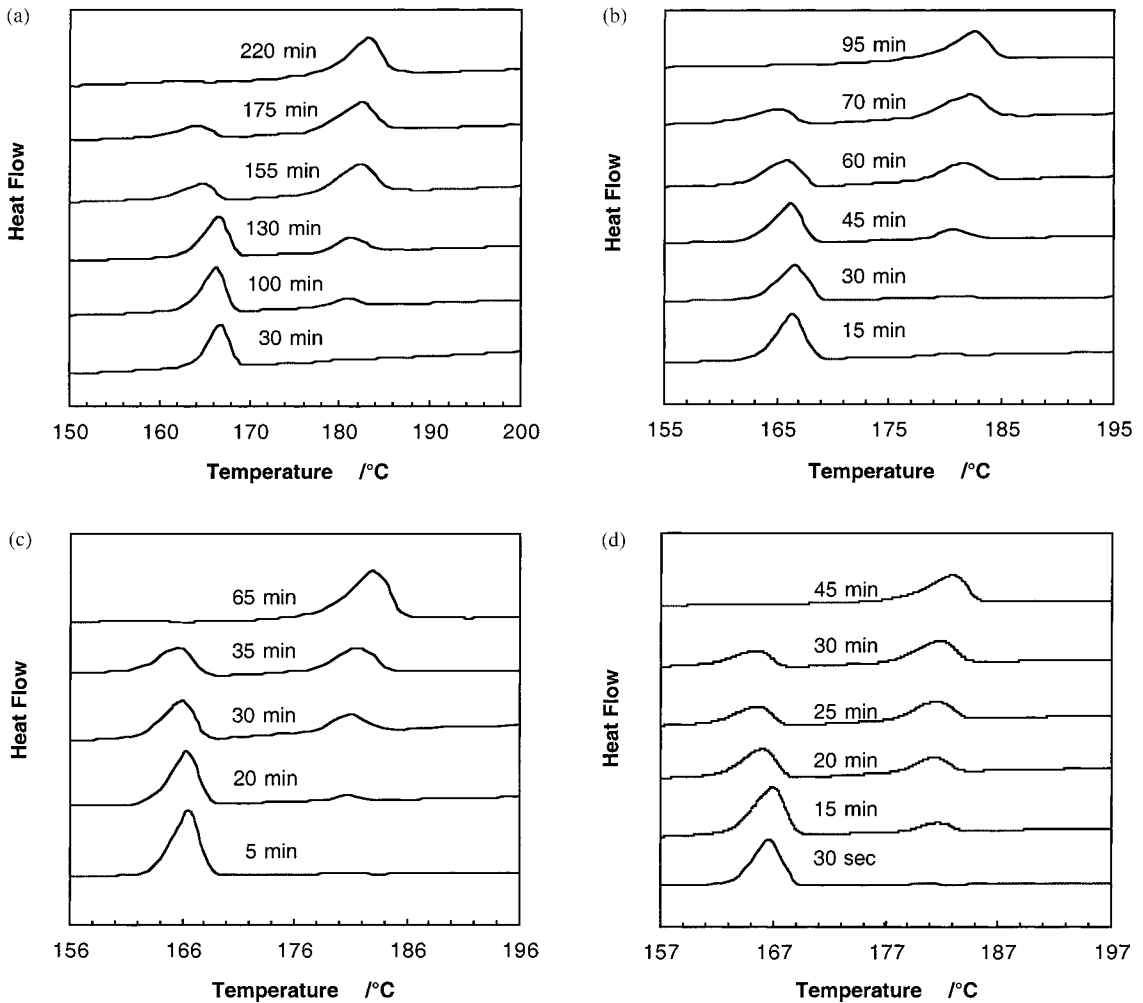 (a)
Heat Flow
220 min
175 min
155 min
130 min
100 min
30 min
150 160 170 180 190 200
Temperature /°C
(b)
Heat Flow
95 min
70 min
60 min
45 min
30 min
15 min
155 165 175 185 195
Temperature /°C
(c)
Heat Flow
65 min
35 min
30 min
20 min
5 min
156 166 176 186 196
Temperature /°C
(d)
Heat Flow
45 min
30 min
25 min
20 min
15 min
30 sec
157 167 177 187 197
Temperature /°C